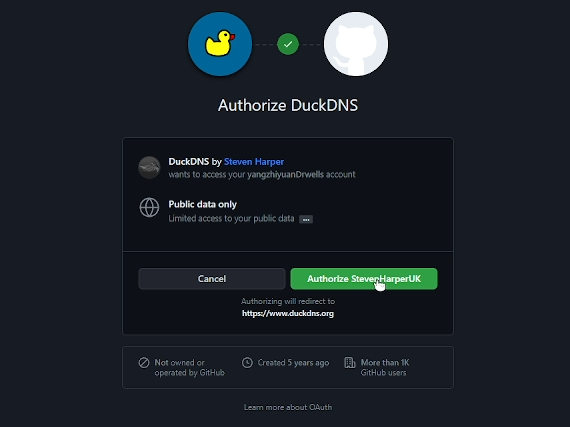 Authorize DuckDNS
DuckDNS by Steven Harper
wants to access your yangzhiyuanDrwells account
Public data only
Limited access to your public data
Cancel
Authorize StevenHarperUK
Authorizing will redirect to
https://www.duckdns.org
Not owned or
operated by GitHub
Created 5 years ago
More than 1K
GitHub users
Learn more about OAuth